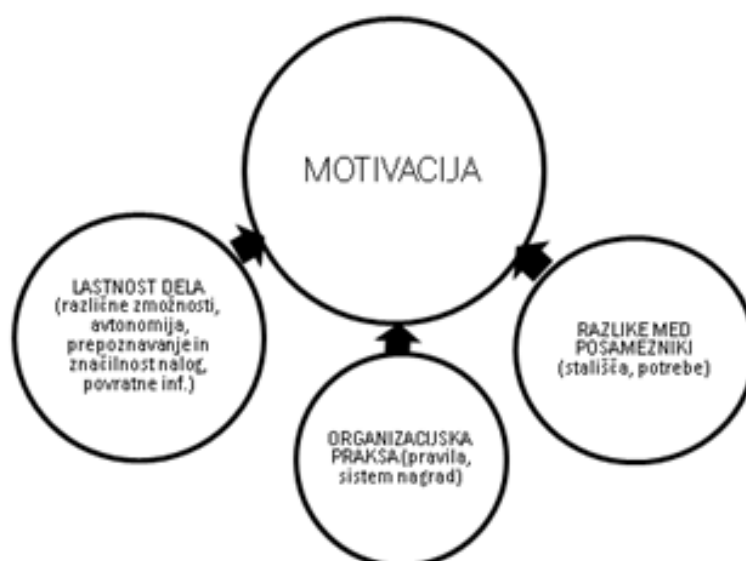 MOTIVACIJA
LASTNOST DELA
(različne zmožnosti,
avtonomija,
prepoznavanje in
značilnost nalog,
povratne inf.)
ORGANIZACIJSKA
PRAKSA (pravila,
sistem nagrad)
RAZLIKE MED
POSAMEZNIKI
(stališča, potrebe)